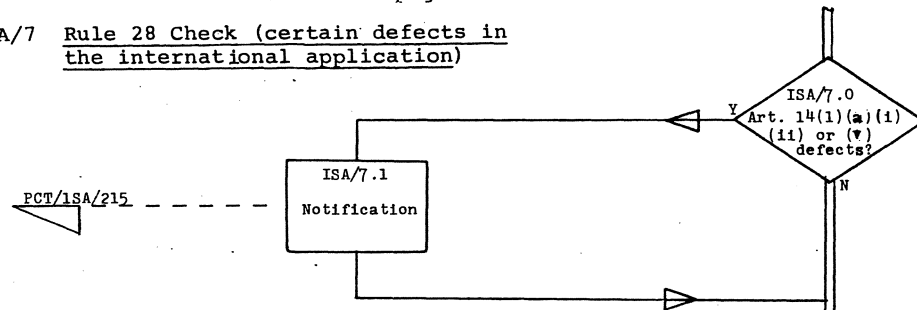 A/7 Rule 28 Check (certain defects in
the international application)
ISA/7.0
Y
Art. 14(1)(a)(i)
(ii) or (v)
defects?
N
ISA/7.1
Notification
PCT/ISA/215